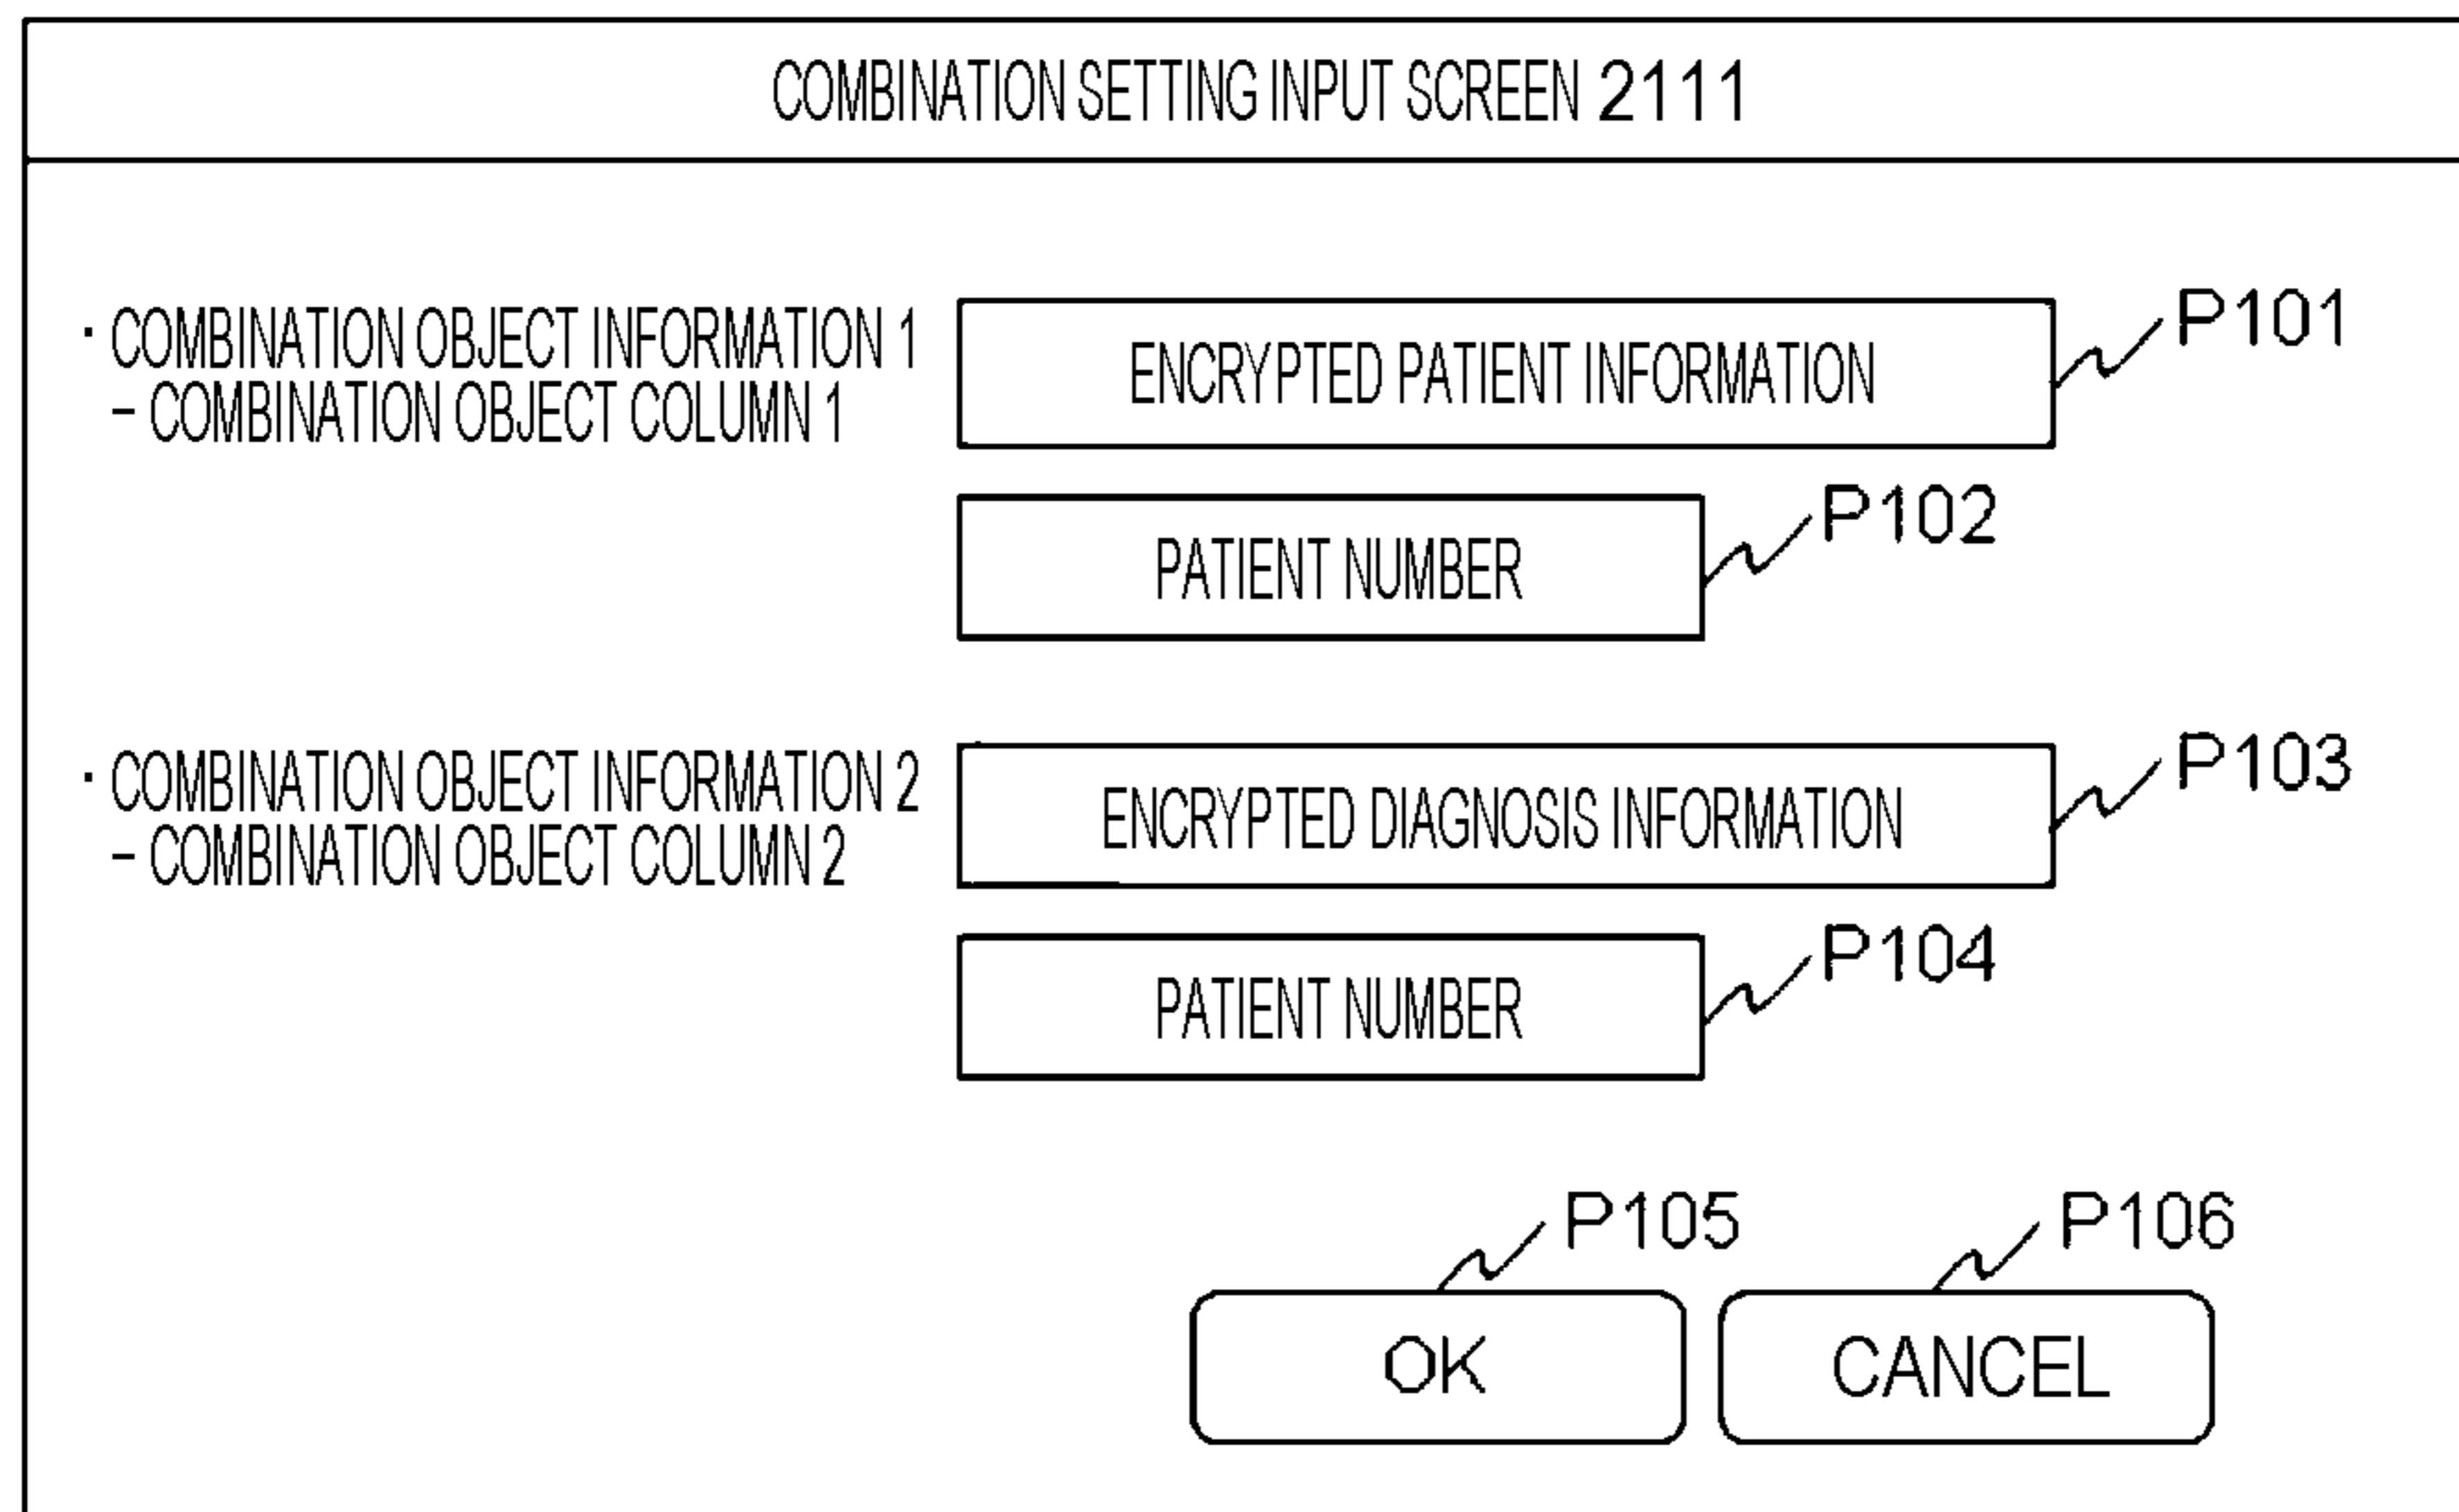 COMBINATION SETTING INPUT SCREEN 2111
· COMBINATION OBJECT INFORMATION 1
- COMBINATION OBJECT COLUMN 1
ENCRYPTED PATIENT INFORMATION
P101
PATIENT NUMBER
P102
· COMBINATION OBJECT INFORMATION 2
- COMBINATION OBJECT COLUMN 2
ENCRYPTED DIAGNOSIS INFORMATION
P103
PATIENT NUMBER
P104
P105
P106
OK
CANCEL